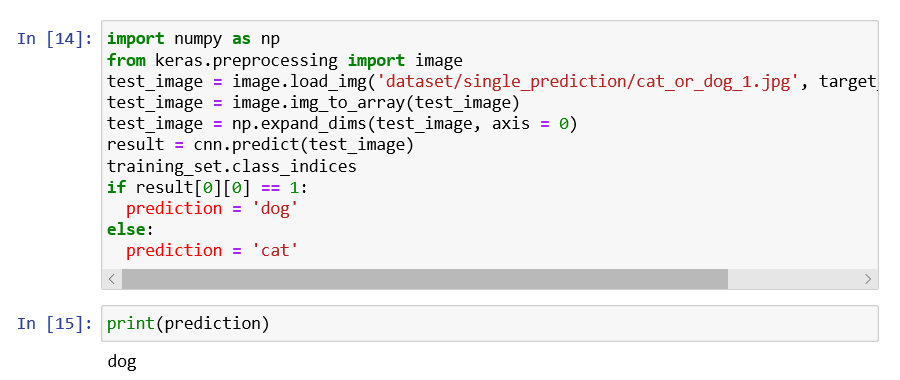 In [14]:
import numpy as np
from keras.preprocessing import image
test_image = image.load_img('dataset/single_prediction/cat_or_dog_1.jpg', target_
test_image = image.img_to_array(test_image)
test_image = np.expand_dims(test_image, axis = 0)
result = cnn.predict(test_image)
training_set.class_indices
if result[0][0] == 1:
  prediction = 'dog'
else:
  prediction = 'cat'
In [15]:
print(prediction)
dog